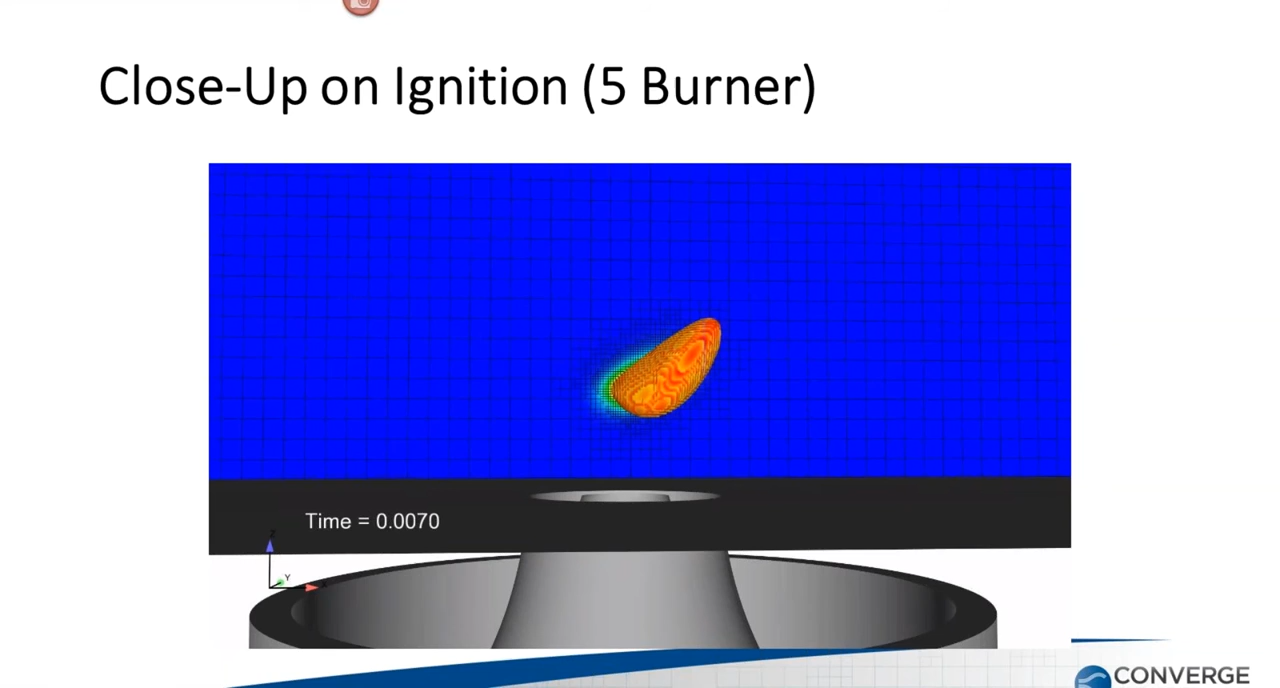 Close-Up on Ignition (5 Burner)
Time = 0.0070
Z
Y
CONVERGE